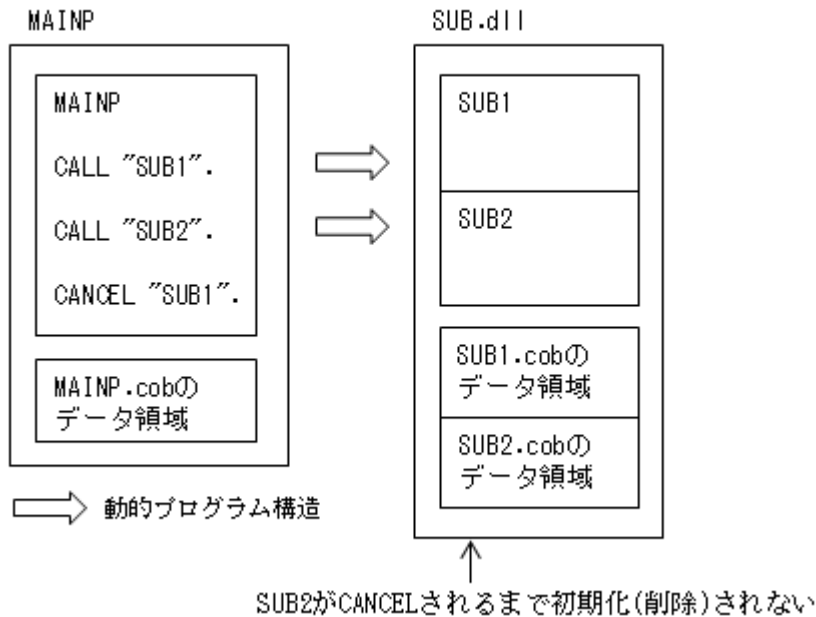 MAINP
MAINP
CALL "SUB1".
CALL "SUB2".
CANCEL "SUB1".
MAINP.cobの
データ領域
SUB.dll
SUB1
SUB2
SUB1.cobの
データ領域
SUB2.cobの
データ領域
動的プログラム構造
SUB2がCANCELされるまで初期化(削除)されない